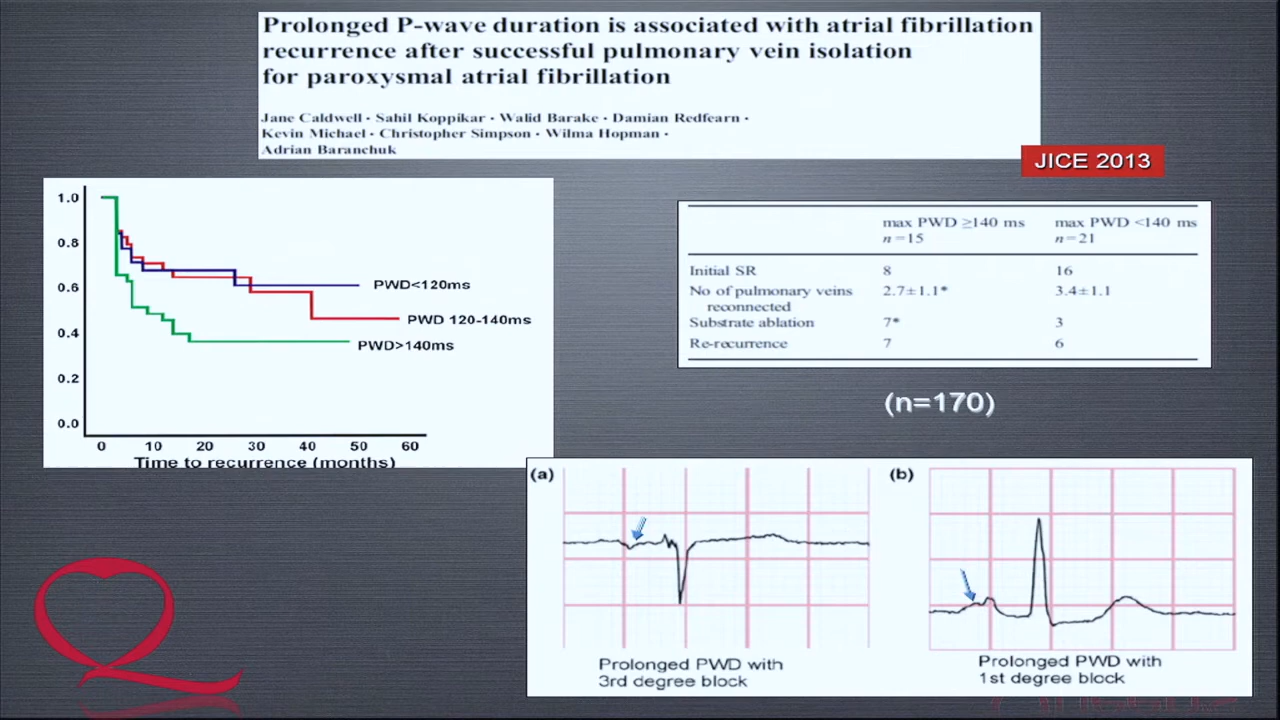 Prolonged P-wave duration is associated with atrial fibrillation
recurrence after successful pulmonary vein isolation
for paroxysmal atrial fibrillation
Jane Caldwell · Sahil Koppikar · Walid Barake · Damian Redfearn ·
Kevin Michael · Christopher Simpson · Wilma Hopman ·
Adrian Baranchuk
JICE 2013
1.0
0.8
0.6
0.4
0.2
0.0
PWD<120ms
PWD 120-140ms
PWD>140ms
0 10 20 30 40 50 60
Time to recurrence (months)
max PWD ≥140 ms max PWD <140 ms
n=15 n=21
Initial SR 8 16
No of pulmonary veins 2.7±1.1* 3.4±1.1
reconnected
Substrate ablation 7* 3
Re-recurrence 7 6
(n=170)
(a) (b)
Prolonged PWD with
3rd degree block
Prolonged PWD with
1st degree block